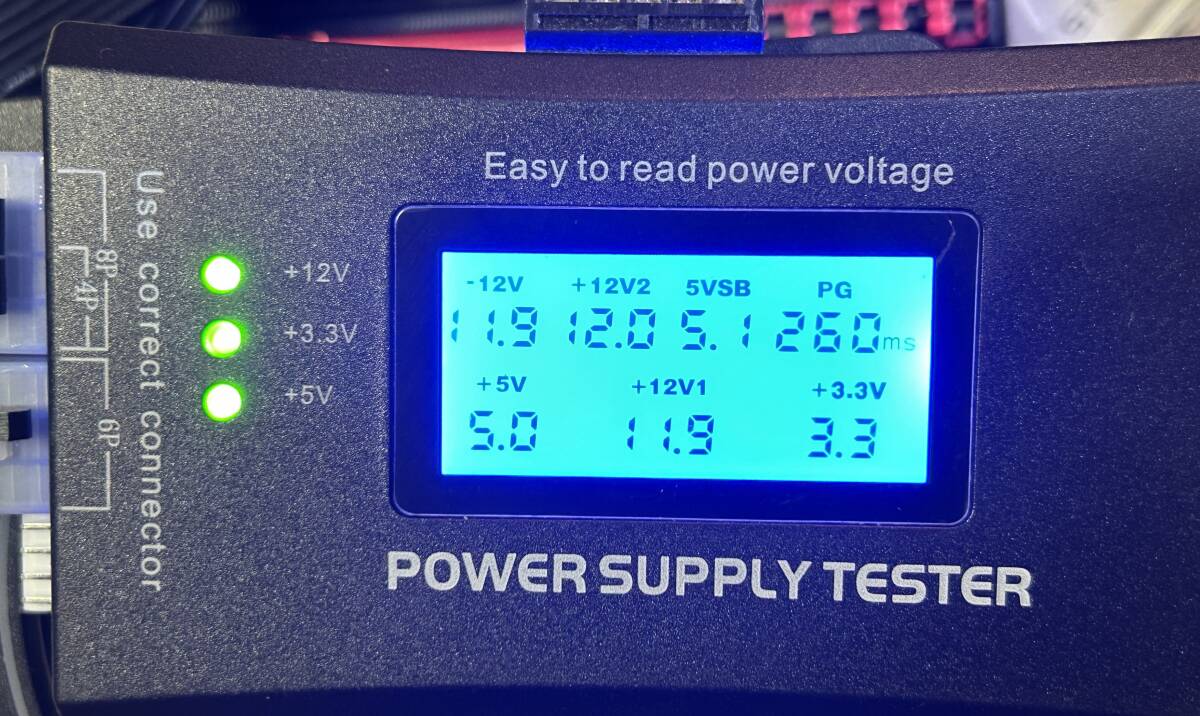 Easy to read power voltage
Use correct connector
8P
4P
6P
+12V
+3.3V
+5V
-12V +12V2 5VSB PG
11.9 12.0 5.1 260ms
+5V +12V1 +3.3V
5.0 11.9 3.3
POWER SUPPLY TESTER